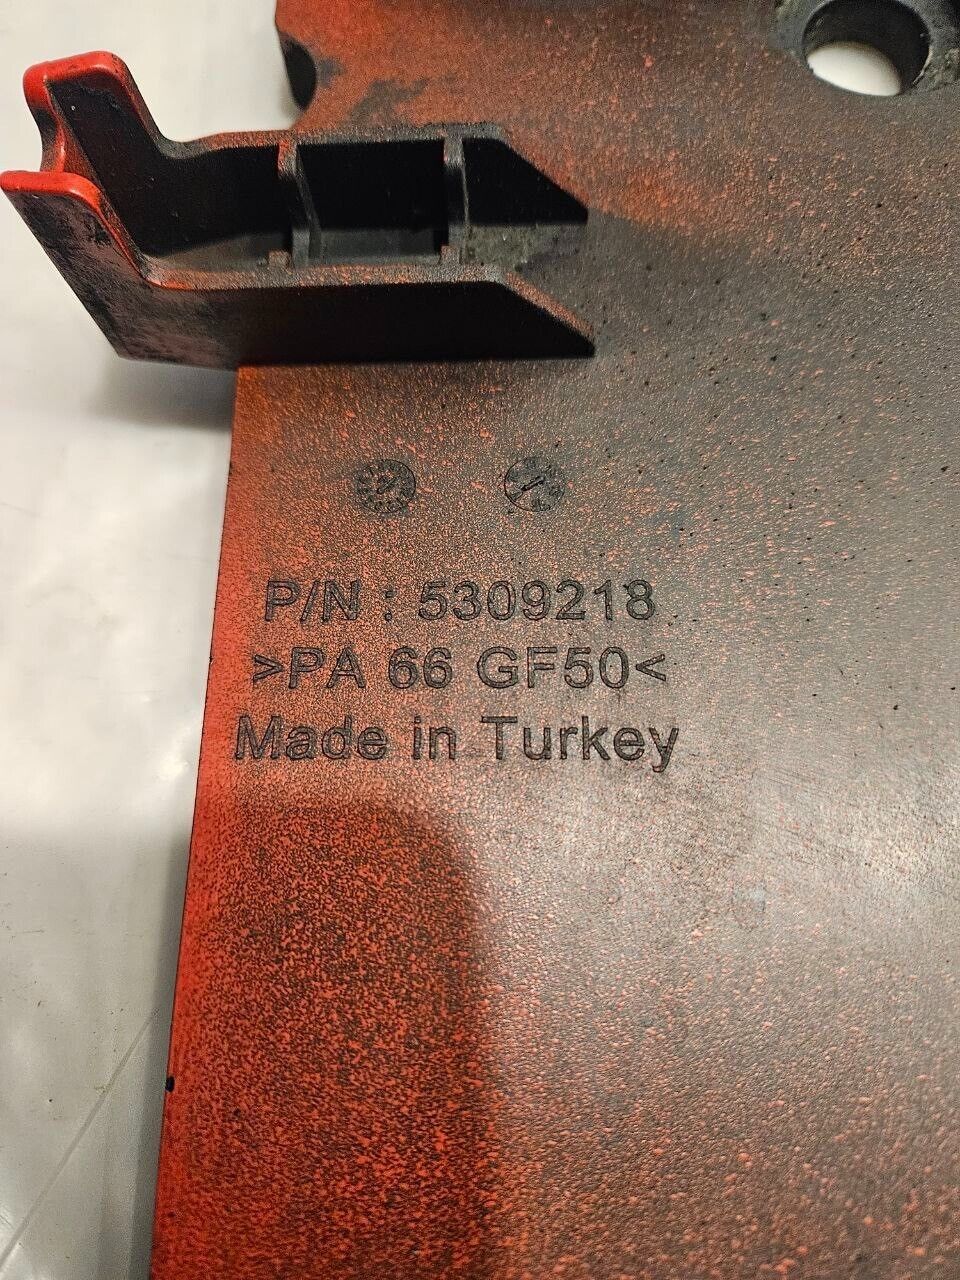 P/N : 5309218
>PA 66 GF50<
Made in Turkey